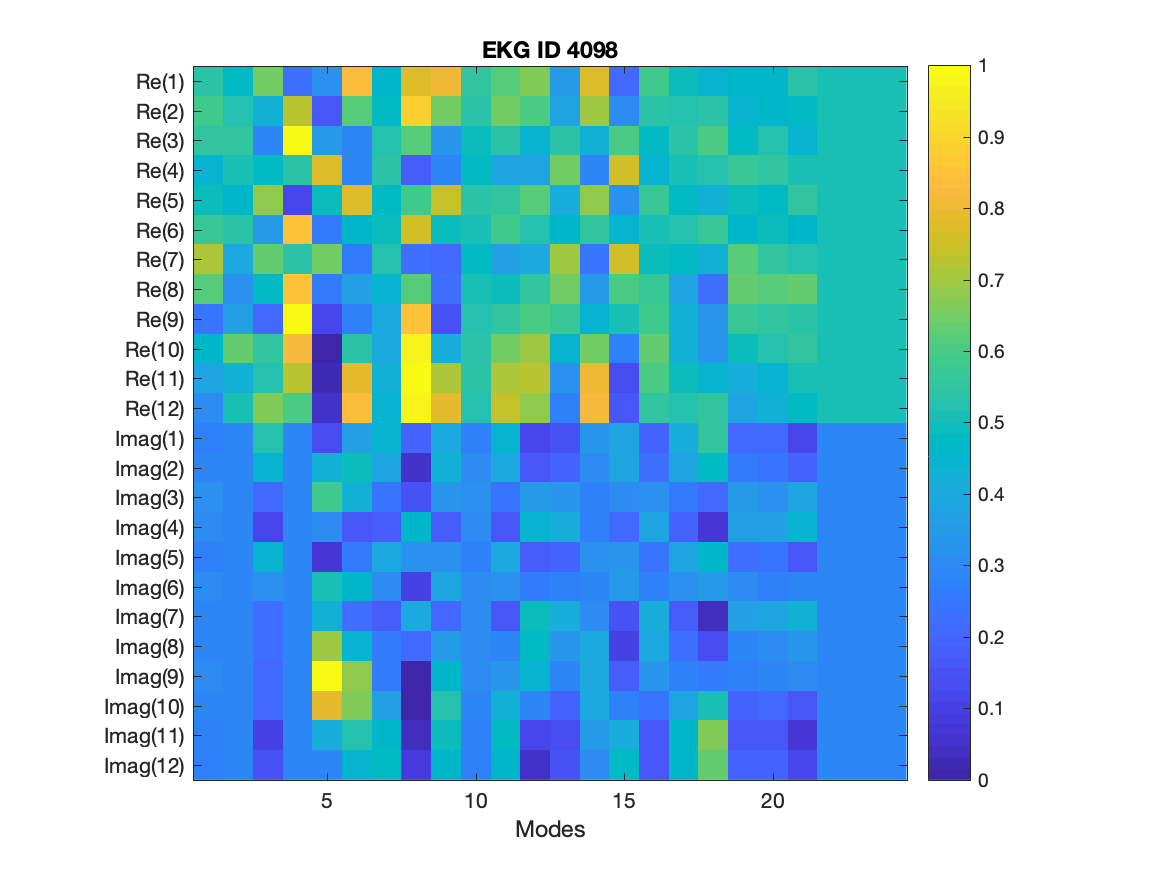 EKG ID 4098
Re(1)
Re(2)
Re(3)
Re(4)
Re(5)
Re(6)
Re(7)
Re(8)
Re(9)
Re(10)
Re(11)
Re(12)
Imag(1)
Imag(2)
Imag(3)
Imag(4)
Imag(5)
Imag(6)
Imag(7)
Imag(8)
Imag(9)
Imag(10)
Imag(11)
Imag(12)
5 10 15 20
Modes
1
0.9
0.8
0.7
0.6
0.5
0.4
0.3
0.2
0.1
0